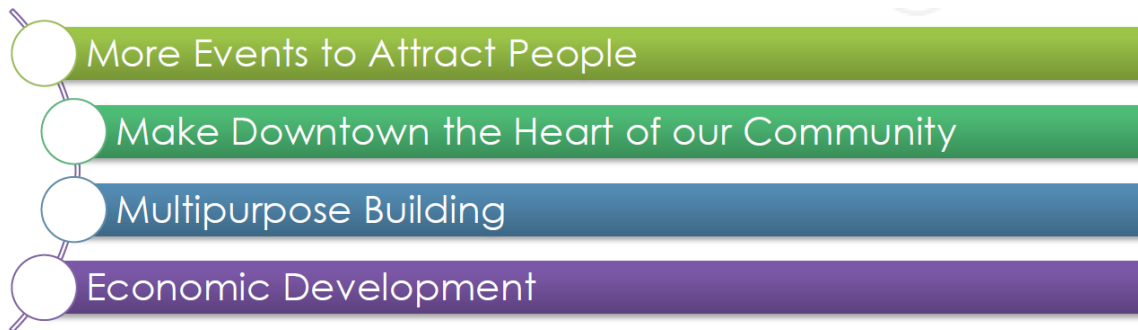 More Events to Attract People
Make Downtown the Heart of our Community
Multipurpose Building
Economic Development